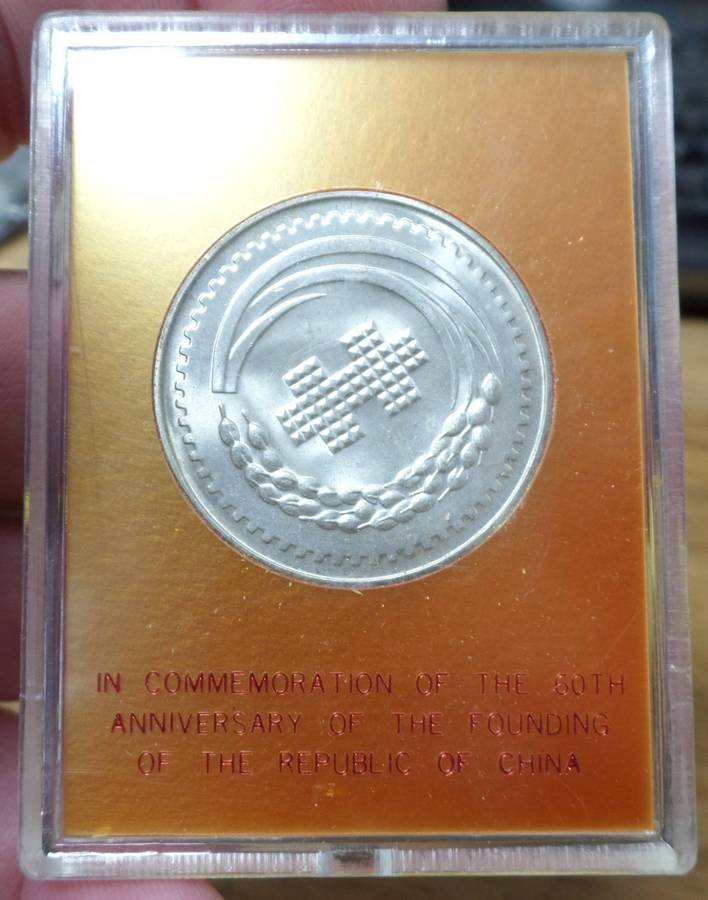 IN COMMEMORATION OF THE 60TH
ANNIVERSARY OF THE FOUNDING
OF THE REPUBLIC OF CHINA